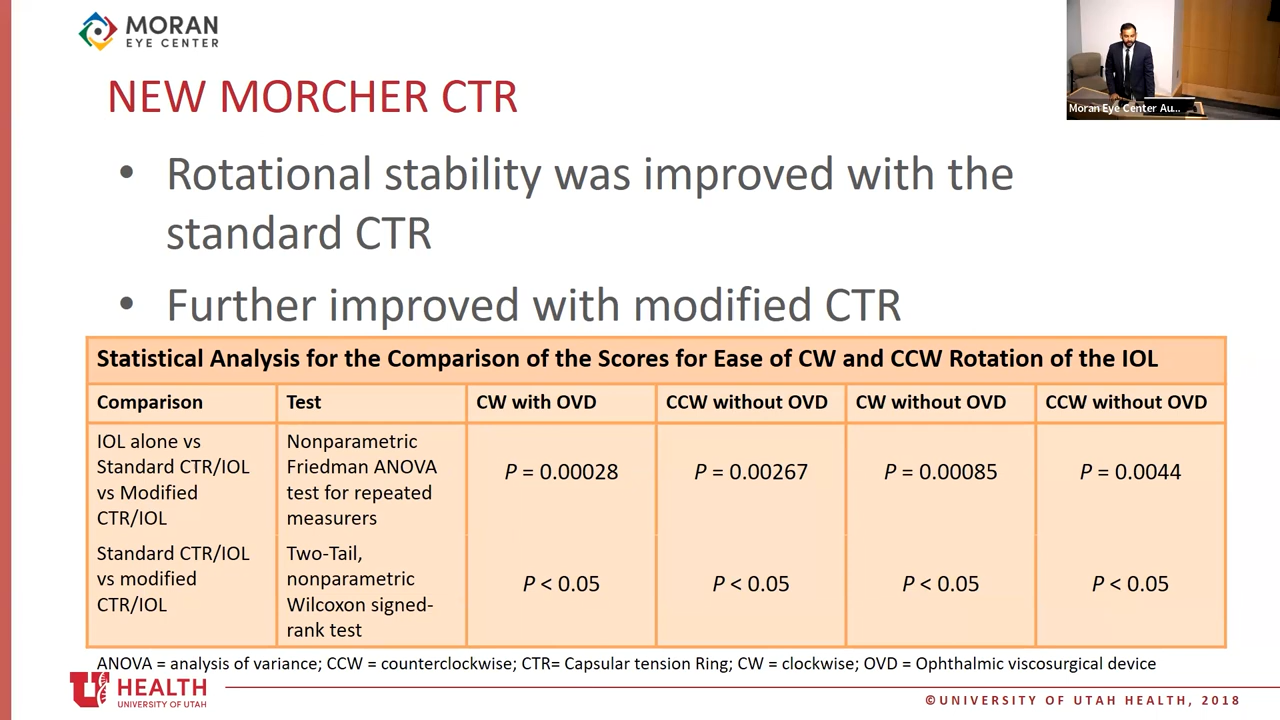 MORAN
EYE CENTER
Moran Eye Center Au...
NEW MORCHER CTR
• Rotational stability was improved with the
standard CTR
• Further improved with modified CTR
Statistical Analysis for the Comparison of the Scores for Ease of CW and CCW Rotation of the IOL
Comparison Test CW with OVD CCW without OVD CW without OVD CCW without OVD
IOL alone vs
Standard CTR/IOL
vs Modified
CTR/IOL
Nonparametric
Friedman ANOVA
test for repeated
measurers
P = 0.00028 P = 0.00267 P = 0.00085 P = 0.0044
Standard CTR/IOL
vs modified
CTR/IOL
Two-Tail,
nonparametric
Wilcoxon signed-
rank test
P < 0.05 P < 0.05 P < 0.05 P < 0.05
ANOVA = analysis of variance; CCW = counterclockwise; CTR= Capsular tension Ring; CW = clockwise; OVD = Ophthalmic viscosurgical device
U HEALTH
UNIVERSITY OF UTAH
©UNIVERSITY OF UTAH HEALTH, 2018